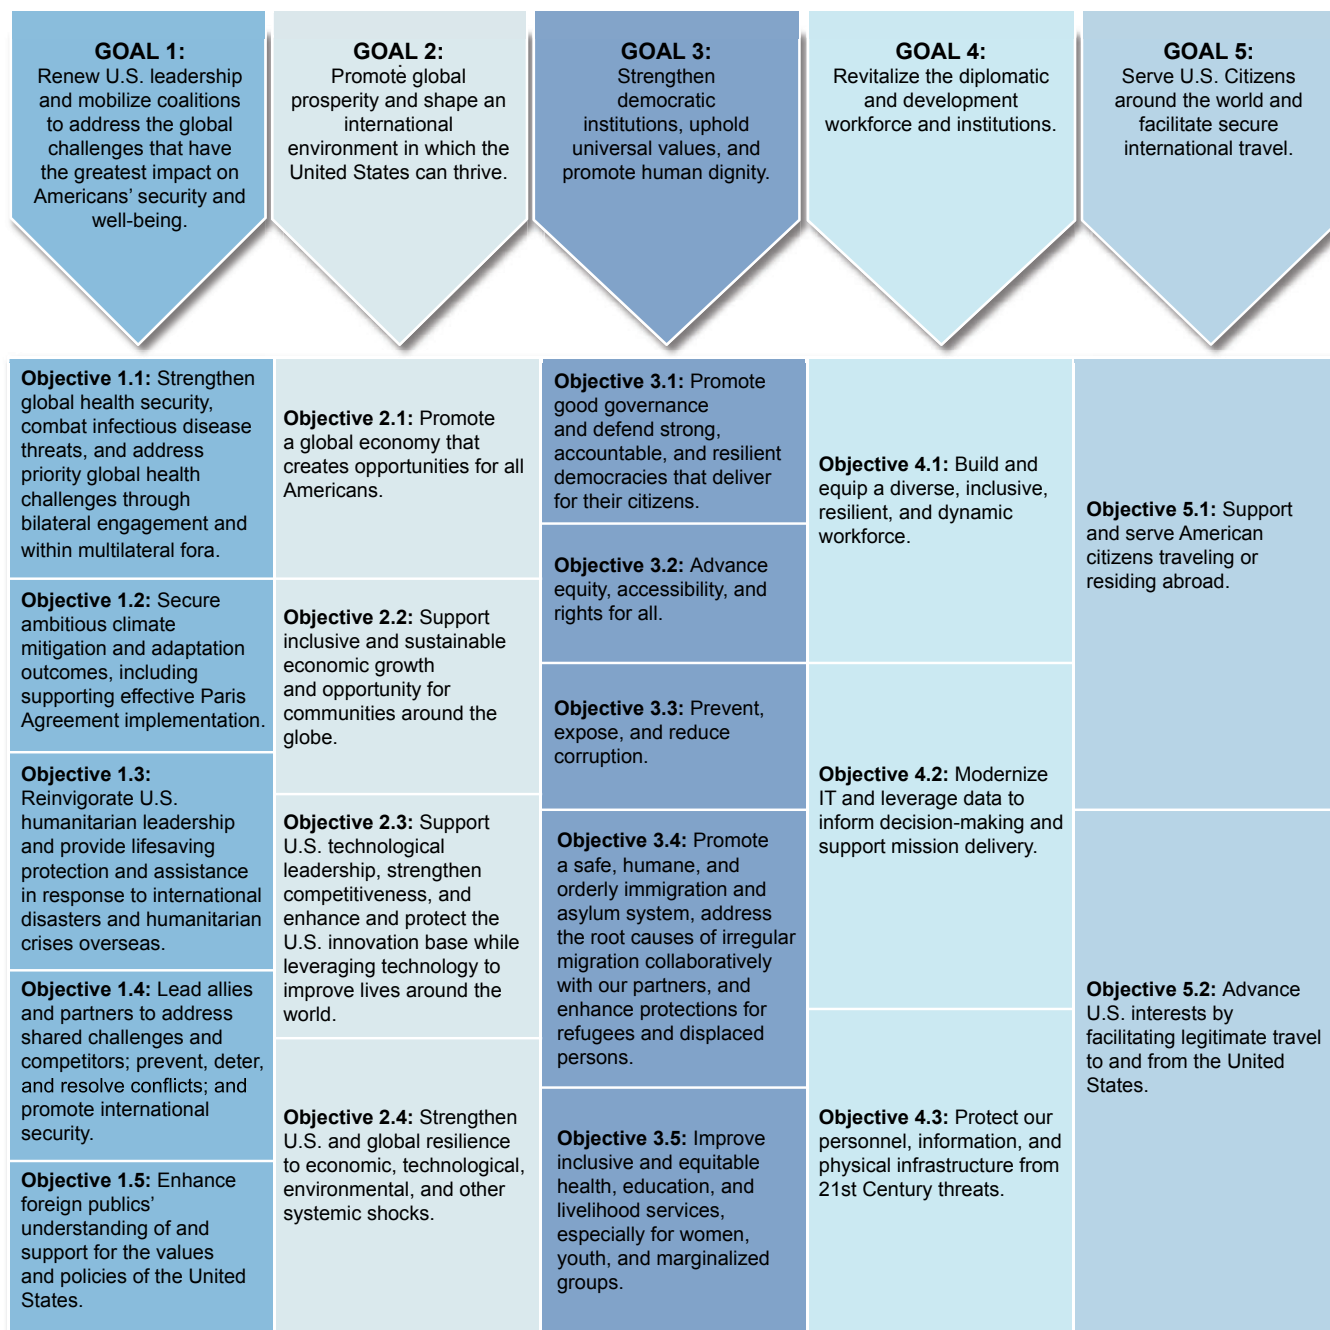 GOAL 1:
Renew U.S. leadership
and mobilize coalitions
to address the global
challenges that have
the greatest impact on
Americans’ security and
well-being.
GOAL 2:
Promote global
prosperity and shape an
international
environment in which the
United States can thrive.
GOAL 3:
Strengthen
democratic
institutions, uphold
universal values, and
promote human dignity.
GOAL 4:
Revitalize the diplomatic
and development
workforce and institutions.
GOAL 5:
Serve U.S. Citizens
around the world and
facilitate secure
international travel.
Objective 1.1: Strengthen
global health security,
combat infectious disease
threats, and address
priority global health
challenges through
bilateral engagement and
within multilateral fora.
Objective 1.2: Secure
ambitious climate
mitigation and adaptation
outcomes, including
supporting effective Paris
Agreement implementation.
Objective 1.3:
Reinvigorate U.S.
humanitarian leadership
and provide lifesaving
protection and assistance
in response to international
disasters and humanitarian
crises overseas.
Objective 1.4: Lead allies
and partners to address
shared challenges and
competitors; prevent, deter,
and resolve conflicts; and
promote international
security.
Objective 1.5: Enhance
foreign publics’
understanding of and
support for the values
and policies of the United
States.
Objective 2.1: Promote
a global economy that
creates opportunities for all
Americans.
Objective 2.2: Support
inclusive and sustainable
economic growth
and opportunity for
communities around the
globe.
Objective 2.3: Support
U.S. technological
leadership, strengthen
competitiveness, and
enhance and protect the
U.S. innovation base while
leveraging technology to
improve lives around the
world.
Objective 2.4: Strengthen
U.S. and global resilience
to economic, technological,
environmental, and other
systemic shocks.
Objective 3.1: Promote
good governance
and defend strong,
accountable, and resilient
democracies that deliver
for their citizens.
Objective 3.2: Advance
equity, accessibility, and
rights for all.
Objective 3.3: Prevent,
expose, and reduce
corruption.
Objective 3.4: Promote
a safe, humane, and
orderly immigration and
asylum system, address
the root causes of irregular
migration collaboratively
with our partners, and
enhance protections for
refugees and displaced
persons.
Objective 3.5: Improve
inclusive and equitable
health, education, and
livelihood services,
especially for women,
youth, and marginalized
groups.
Objective 4.1: Build and
equip a diverse, inclusive,
resilient, and dynamic
workforce.
Objective 4.2: Modernize
IT and leverage data to
inform decision-making and
support mission delivery.
Objective 4.3: Protect our
personnel, information, and
physical infrastructure from
21st Century threats.
Objective 5.1: Support
and serve American
citizens traveling or
residing abroad.
Objective 5.2: Advance
U.S. interests by
facilitating legitimate travel
to and from the United
States.